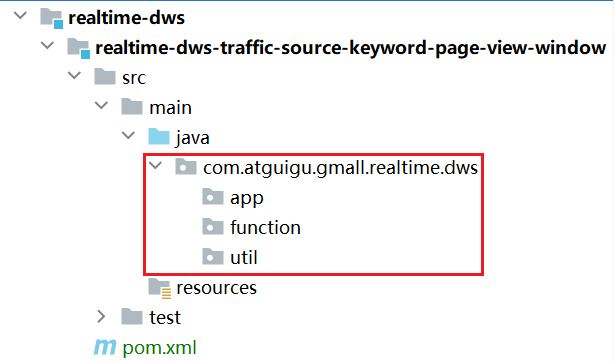 realtime-dws
realtime-dws-traffic-source-keyword-page-view-window
src
main
java
com.atguigu.gmall.realtime.dws
app
function
util
resources
test
m pom.xml